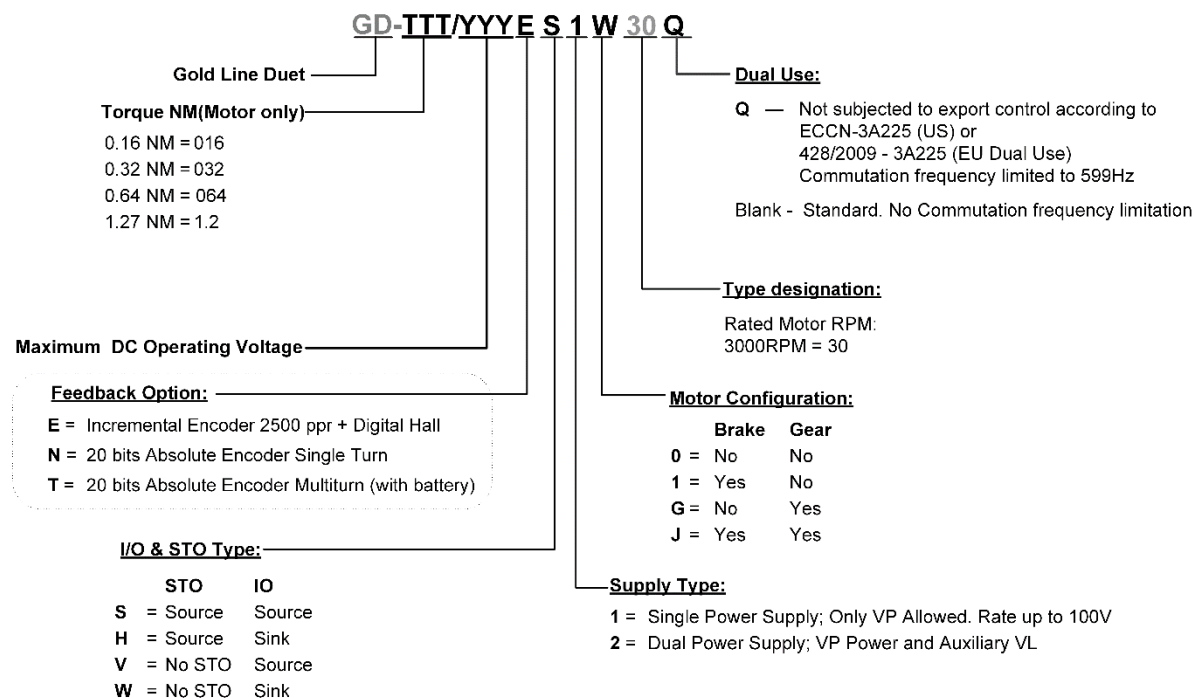 GD-TTT/YYYES1W30Q
Gold Line Duet
Torque NM(Motor only)
0.16 NM = 016
0.32 NM = 032
0.64 NM = 064
1.27 NM = 1.2
Maximum DC Operating Voltage
Feedback Option:
E = Incremental Encoder 2500 ppr + Digital Hall
N = 20 bits Absolute Encoder Single Turn
T = 20 bits Absolute Encoder Multiturn (with battery)
I/O & STO Type:
STO IO
S = Source Source
H = Source Sink
V = No STO Source
W = No STO Sink
Dual Use:
Q — Not subjected to export control according to
ECCN-3A225 (US) or
428/2009 - 3A225 (EU Dual Use)
Commutation frequency limited to 599Hz
Blank - Standard. No Commutation frequency limitation
Type designation:
Rated Motor RPM:
3000RPM = 30
Motor Configuration:
Brake Gear
0 = No No
1 = Yes No
G = No Yes
J = Yes Yes
Supply Type:
1 = Single Power Supply; Only VP Allowed. Rate up to 100V
2 = Dual Power Supply; VP Power and Auxiliary VL